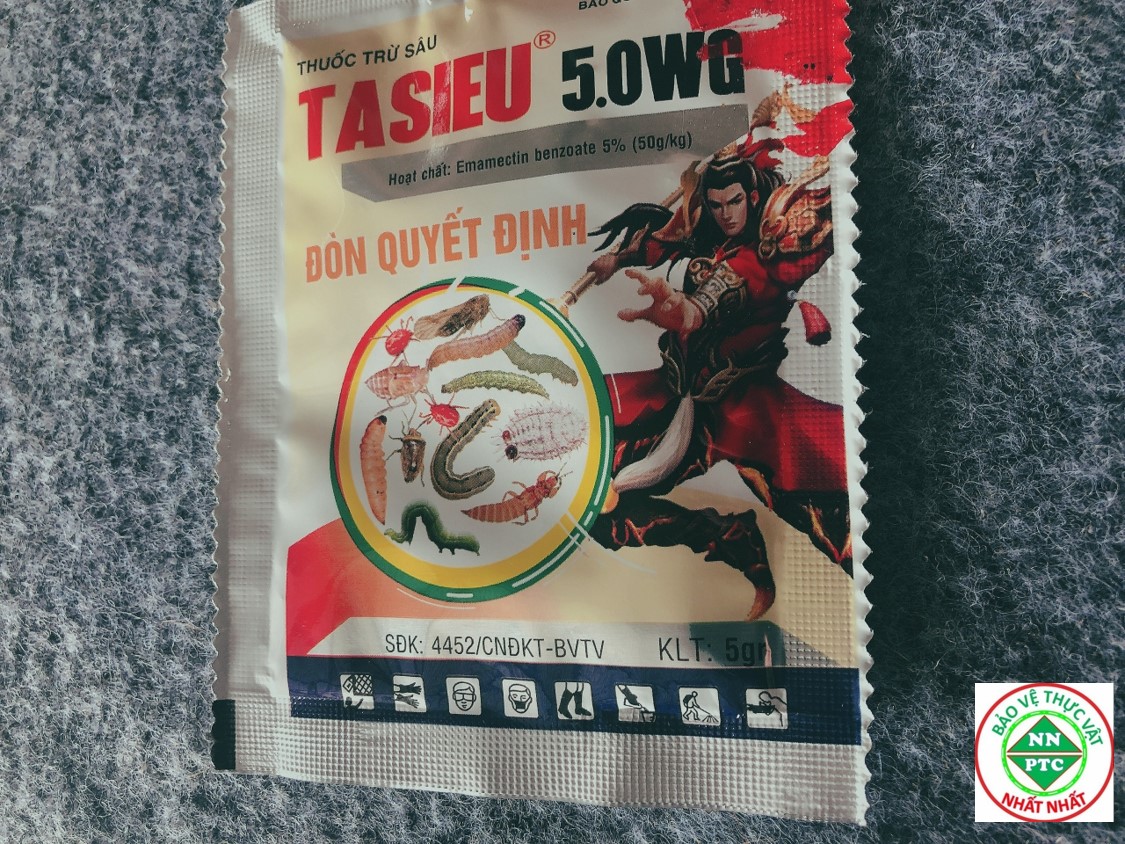 THUỐC TRỪ SÂU
TASIEU® 5.0WG
Hoạt chất: Emamectin benzoate 5% (50g/kg)
ĐÒN QUYẾT ĐỊNH
SĐK: 4452/CNĐKT-BVTV KLT: 5gr
BẢO VỆ THỰC VẬT
NN
PTC
NHẤT NHẤT